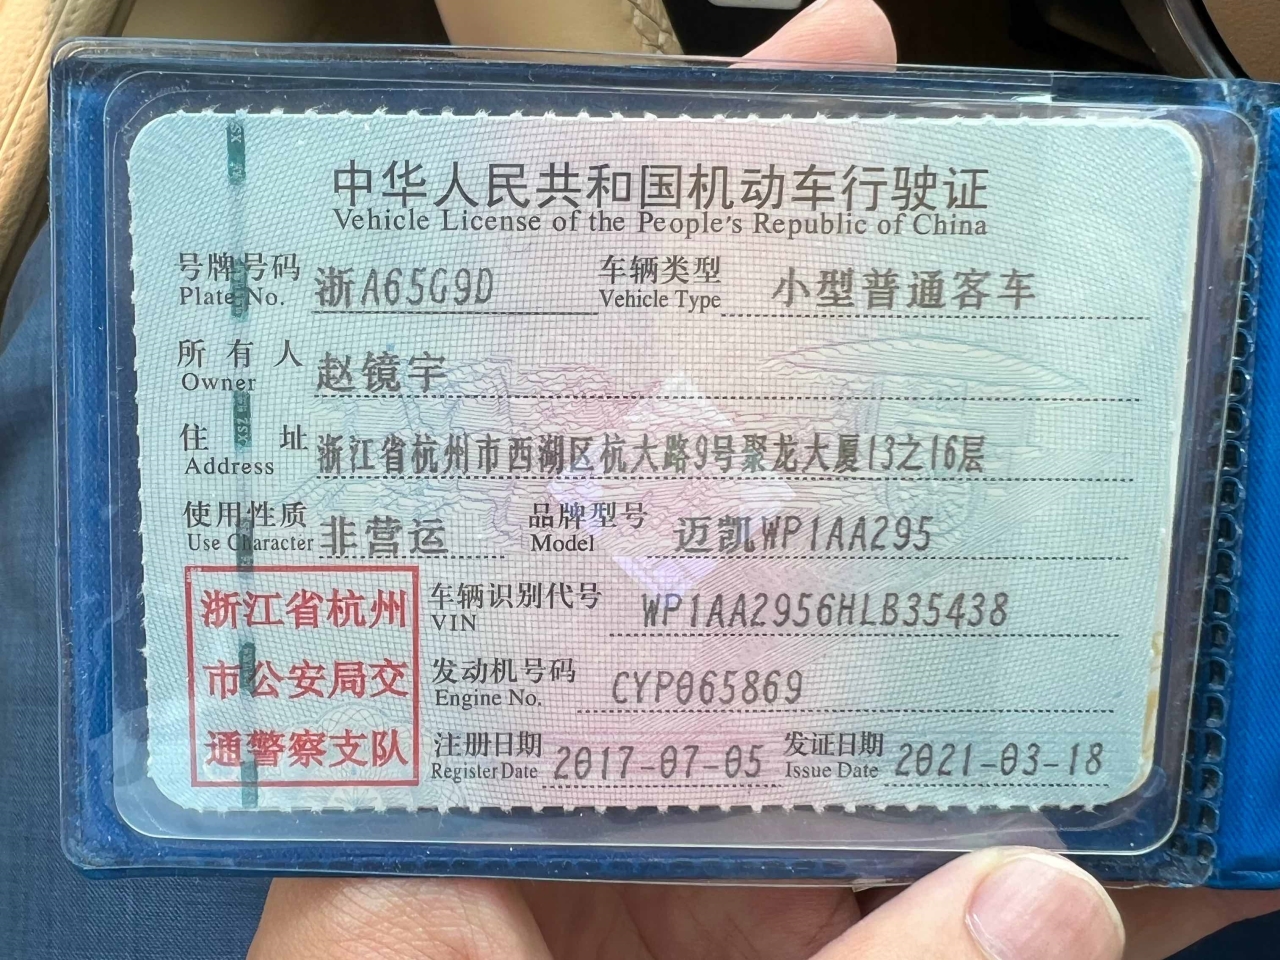 中华人民共和国机动车行驶证
Vehicle License of the People's Republic of China
号牌号码 浙A65G9D 车辆类型 小型普通客车
Plate No. Vehicle Type
所有人 赵镜宇
Owner
住址 浙江省杭州市西湖区杭大路9号聚龙大厦13之16层
Address
使用性质 非营运 品牌型号 迈凯WP1AA295
Use Character Model
浙江省杭州
市公安局交
通警察支队
车辆识别代号 WP1AA2956HLB35438
VIN
发动机号码 CYP065869
Engine No.
注册日期 2017-07-05 发证日期 2021-03-18
Register Date Issue Date